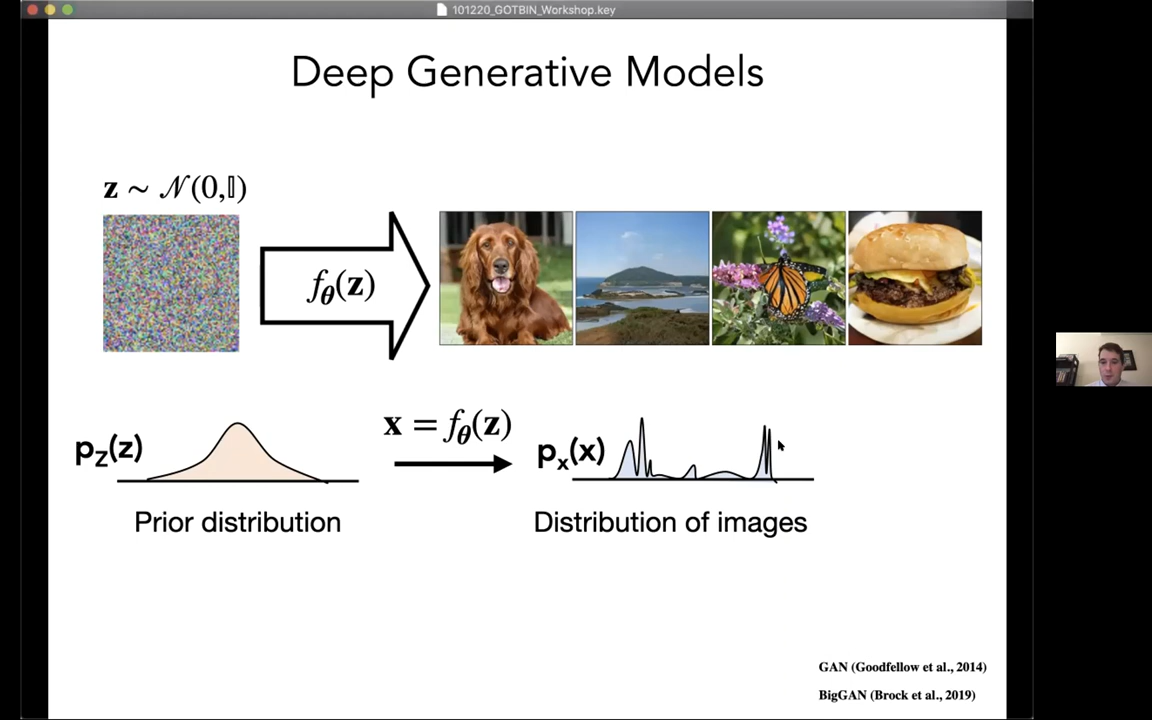 101220_GOTBIN_Workshop.key
Deep Generative Models
z ~ 𝒩(0,𝕀)
fθ(z)
x = fθ(z)
pZ(z)
px(x)
Prior distribution
Distribution of images
GAN (Goodfellow et al., 2014)
BigGAN (Brock et al., 2019)